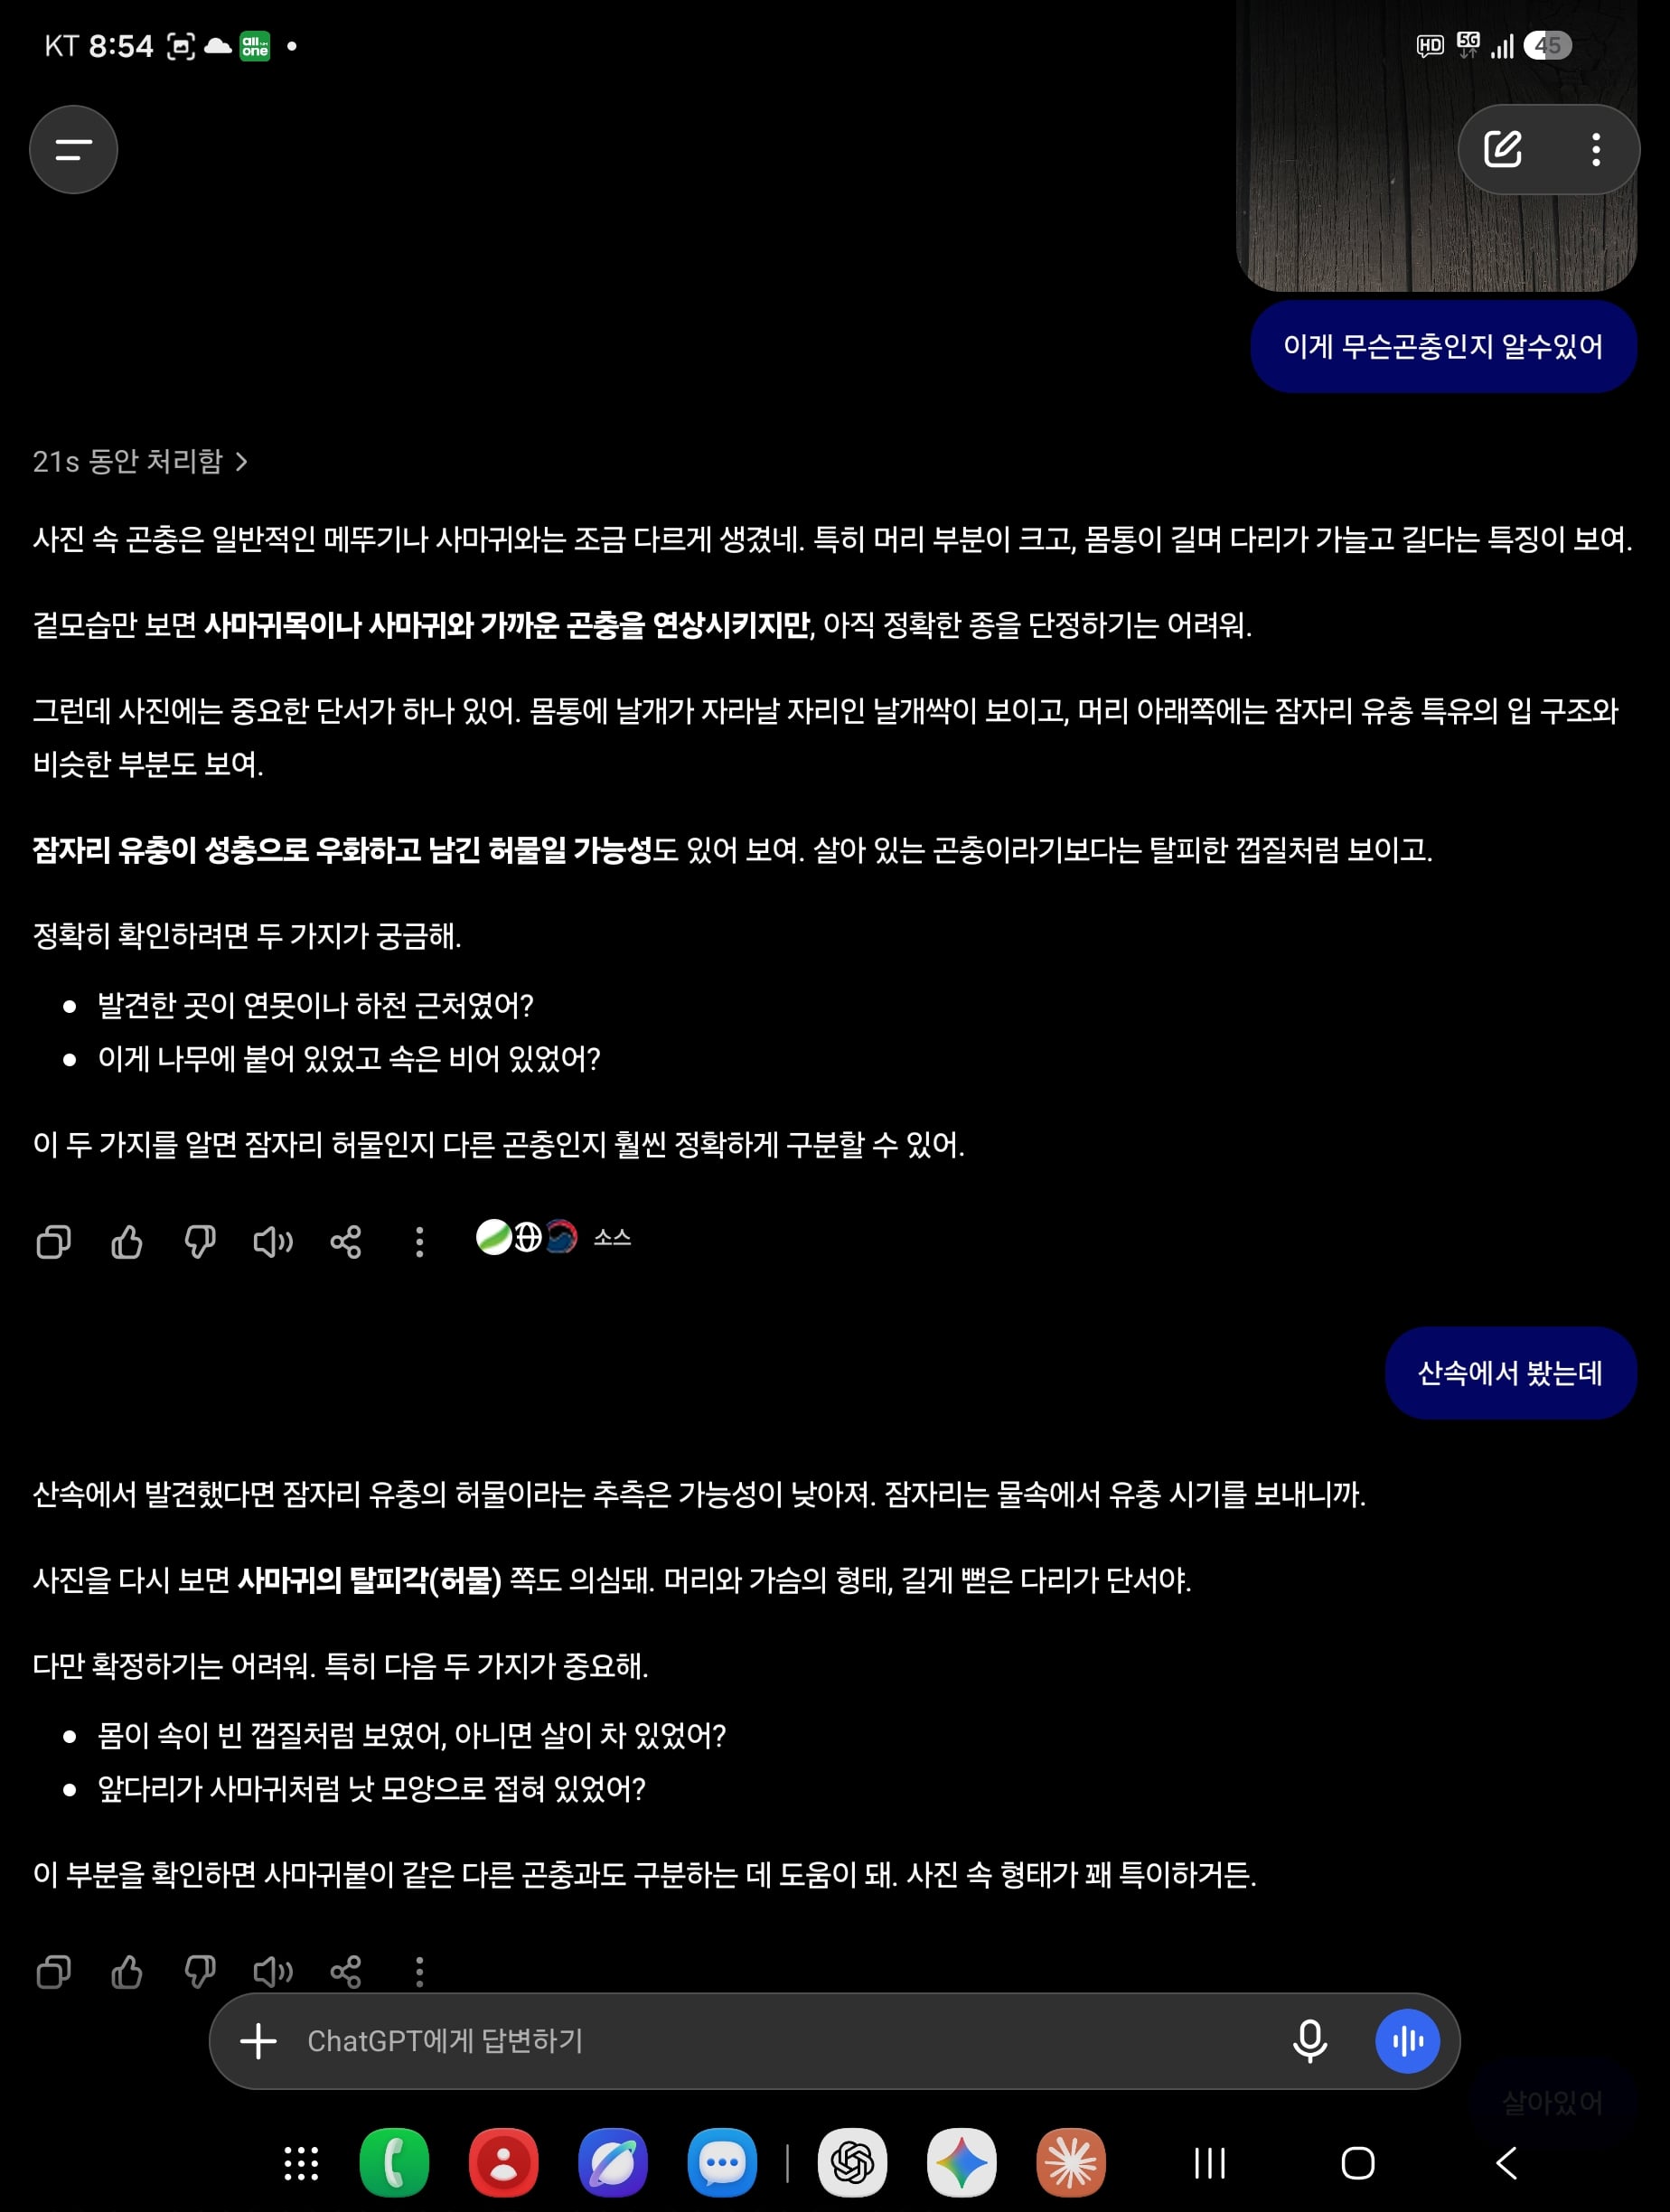 KT 8:54
all
one
HD 5G 45
이게 무슨곤충인지 알수있어
21s 동안 처리함
사진 속 곤충은 일반적인 메뚜기나 사마귀와는 조금 다르게 생겼네. 특히 머리 부분이 크고, 몸통이 길며 다리가 가늘고 길다는 특징이 보여.
겉모습만 보면 사마귀목이나 사마귀와 가까운 곤충을 연상시키지만, 아직 정확한 종을 단정하기는 어려워.
그런데 사진에는 중요한 단서가 하나 있어. 몸통에 날개가 자라날 자리인 날개싹이 보이고, 머리 아래쪽에는 잠자리 유충 특유의 입 구조와
비슷한 부분도 보여.
잠자리 유충이 성충으로 우화하고 남긴 허물일 가능성도 있어 보여. 살아 있는 곤충이라기보다는 탈피한 껍질처럼 보이고.
정확히 확인하려면 두 가지가 궁금해.
• 발견한 곳이 연못이나 하천 근처였어?
• 이게 나무에 붙어 있었고 속은 비어 있었어?
이 두 가지를 알면 잠자리 허물인지 다른 곤충인지 훨씬 정확하게 구분할 수 있어.
소스
산속에서 봤는데
산속에서 발견했다면 잠자리 유충의 허물이라는 추측은 가능성이 낮아져. 잠자리는 물속에서 유충 시기를 보내니까.
사진을 다시 보면 사마귀의 탈피각(허물) 쪽도 의심돼. 머리와 가슴의 형태, 길게 뻗은 다리가 단서야.
다만 확정하기는 어려워. 특히 다음 두 가지가 중요해.
• 몸이 속이 빈 껍질처럼 보였어, 아니면 살이 차 있었어?
• 앞다리가 사마귀처럼 낫 모양으로 접혀 있었어?
이 부분을 확인하면 사마귀붙이 같은 다른 곤충과도 구분하는 데 도움이 돼. 사진 속 형태가 꽤 특이하거든.
ChatGPT에게 답변하기
살아있어